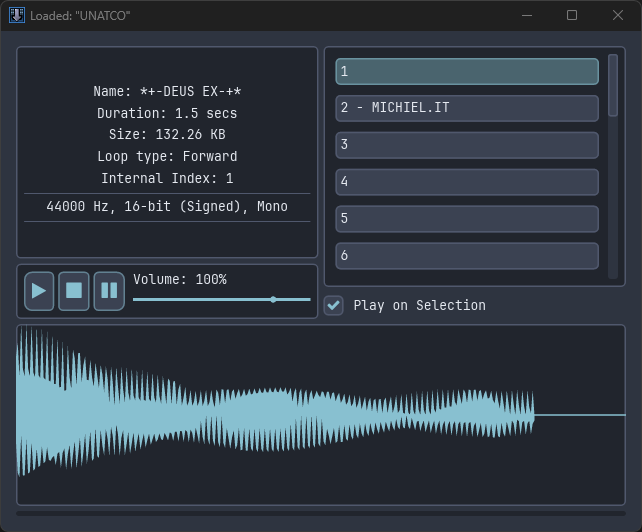 Loaded: "UNATCO"
Name: *+-DEUS EX-+*
Duration: 1.5 secs
Size: 132.26 KB
Loop type: Forward
Internal Index: 1
44000 Hz, 16-bit (Signed), Mono
Volume: 100%
1
2 - MICHIEL.IT
3
4
5
6
Play on Selection